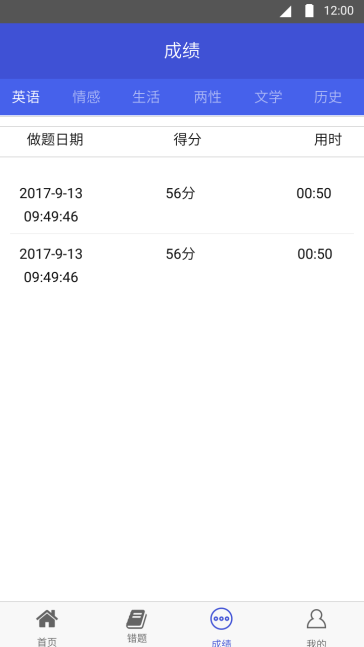 12:00
成绩
英语 情感 生活 两性 文学 历史
做题日期 得分 用时
2017-9-13 56分 00:50
09:49:46
2017-9-13 56分 00:50
09:49:46
首页 错题 成绩 我的